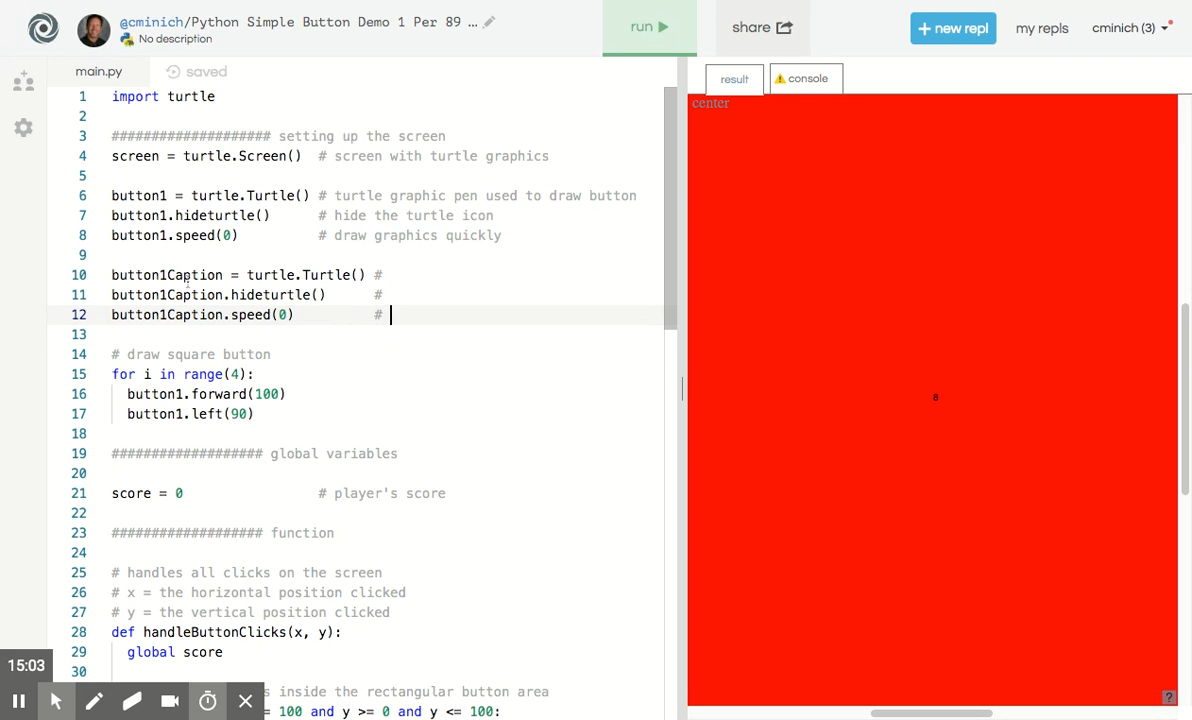 @cminich/Python Simple Button Demo 1 Per 89 ...
No description
run
share
+ new repl
my repls
cminich (3)
main.py
saved
result
console
1 import turtle
2
3 #################### setting up the screen
4 screen = turtle.Screen()  # screen with turtle graphics
5
6 button1 = turtle.Turtle() # turtle graphic pen used to draw button
7 button1.hideturtle()      # hide the turtle icon
8 button1.speed(0)          # draw graphics quickly
9
10 button1Caption = turtle.Turtle() #
11 button1Caption.hideturtle()      #
12 button1Caption.speed(0)          #
13
14 # draw square button
15 for i in range(4):
16   button1.forward(100)
17   button1.left(90)
18
19 ################### global variables
20
21 score = 0                 # player's score
22
23 ################### function
24
25 # handles all clicks on the screen
26 # x = the horizontal position clicked
27 # y = the vertical position clicked
28 def handleButtonClicks(x, y):
29   global score
30
s inside the rectangular button area
= 100 and y >= 0 and y <= 100:
center
8
15:03
?